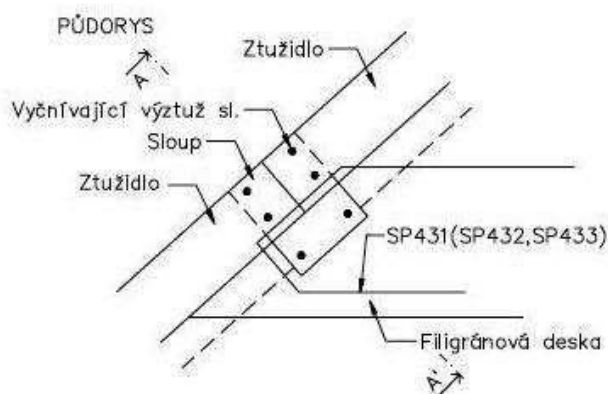 PŮDORYS
A
Ztužidlo
Vyčnívající výztuž sl.
Sloup
Ztužidlo
SP431(SP432,SP433)
Filigránová deska
A'